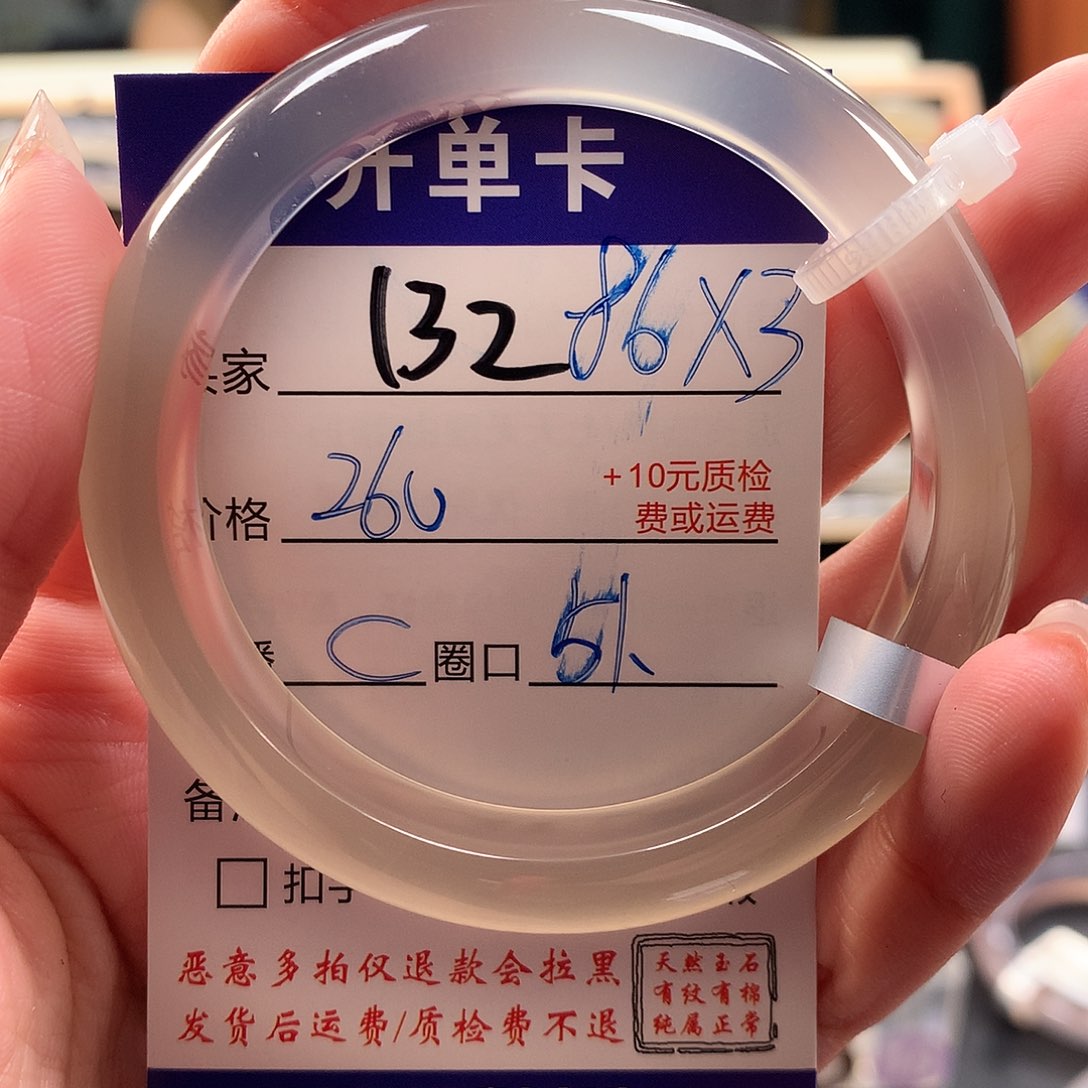 开单卡
家 132 86X3
价格 260
+10元质检
费或运费
C 圈口 51
备
扣
恶意多拍仅退款会拉黑
发货后运费/质检费不退
天然玉石
有纹有棉
纯属正常